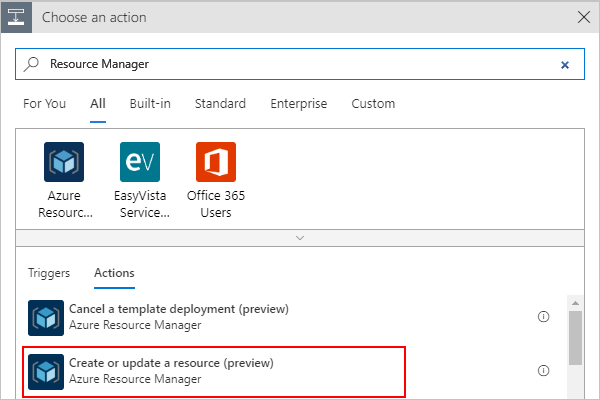 Choose an action
Resource Manager
For You All Built-in Standard Enterprise Custom
Azure Resourc...
EasyVista Service...
Office 365 Users
Triggers Actions
Cancel a template deployment (preview)
Azure Resource Manager
Create or update a resource (preview)
Azure Resource Manager